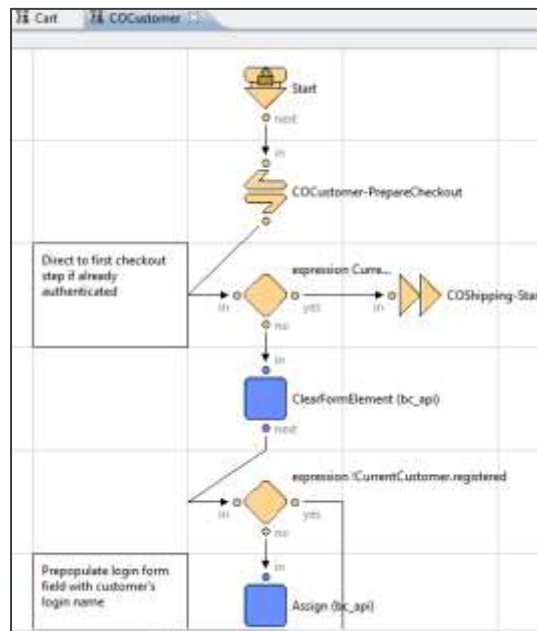 Cart COCustomer
Start
next
in
COCustomer-PrepareCheckout
Direct to first checkout
step if already
authenticated
expression Curre...
in yes in COShipping-Star
no
in
ClearFormElement (bc_api)
next
expression !CurrentCustomer.registered
in yes
no
in
Prepopulate login form
field with customer's
login name
Assign (bc_api)